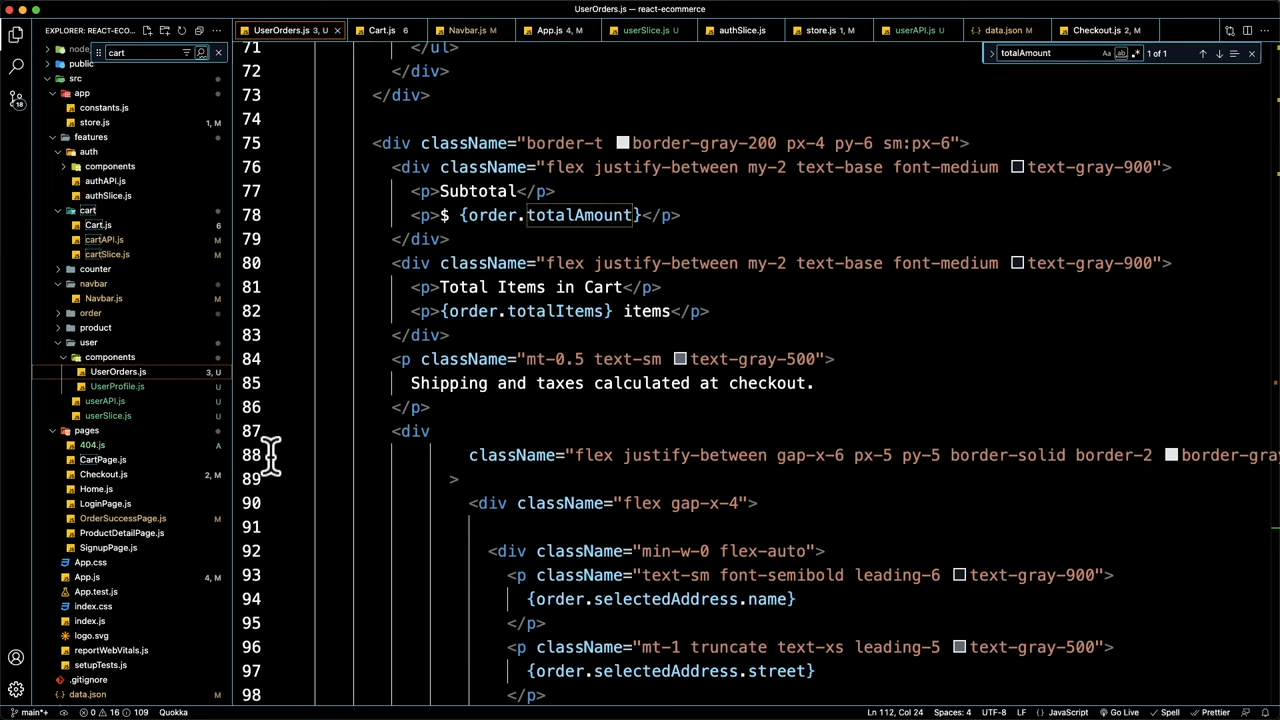 UserOrders.js — react-ecommerce
EXPLORER: REACT-ECO...
UserOrders.js 3, U
Cart.js 6
Navbar.js M
App.js 4, M
userSlice.js U
authSlice.js
store.js 1, M
userAPI.js U
data.json M
Checkout.js 2, M
cart
totalAmount
Aa
ab
1 of 1
node
public
src
app
constants.js
store.js 1, M
features
auth
components
authAPI.js
authSlice.js
cart
Cart.js 6
cartAPI.js M
cartSlice.js M
counter
navbar
Navbar.js M
order
product
user
components
UserOrders.js 3, U
UserProfile.js U
userAPI.js U
userSlice.js U
pages
404.js A
CartPage.js
Checkout.js 2, M
Home.js
LoginPage.js
OrderSuccessPage.js M
ProductDetailPage.js
SignupPage.js
App.css
App.js 4, M
App.test.js
index.css
index.js
logo.svg
reportWebVitals.js
setupTests.js
.gitignore
data.json M
18
71 </ul>
72 </div>
73 </div>
74
75 <div className="border-t border-gray-200 px-4 py-6 sm:px-6">
76 <div className="flex justify-between my-2 text-base font-medium text-gray-900">
77 <p>Subtotal</p>
78 <p>$ {order.totalAmount}</p>
79 </div>
80 <div className="flex justify-between my-2 text-base font-medium text-gray-900">
81 <p>Total Items in Cart</p>
82 <p>{order.totalItems} items</p>
83 </div>
84 <p className="mt-0.5 text-sm text-gray-500">
85 Shipping and taxes calculated at checkout.
86 </p>
87 <div
88 className="flex justify-between gap-x-6 px-5 py-5 border-solid border-2 border-gra
89 >
90 <div className="flex gap-x-4">
91
92 <div className="min-w-0 flex-auto">
93 <p className="text-sm font-semibold leading-6 text-gray-900">
94 {order.selectedAddress.name}
95 </p>
96 <p className="mt-1 truncate text-xs leading-5 text-gray-500">
97 {order.selectedAddress.street}
98 </p>
main*+ 0 16 109 Quokka
Ln 112, Col 24 Spaces: 4 UTF-8 LF { } JavaScript Go Live Spell Prettier